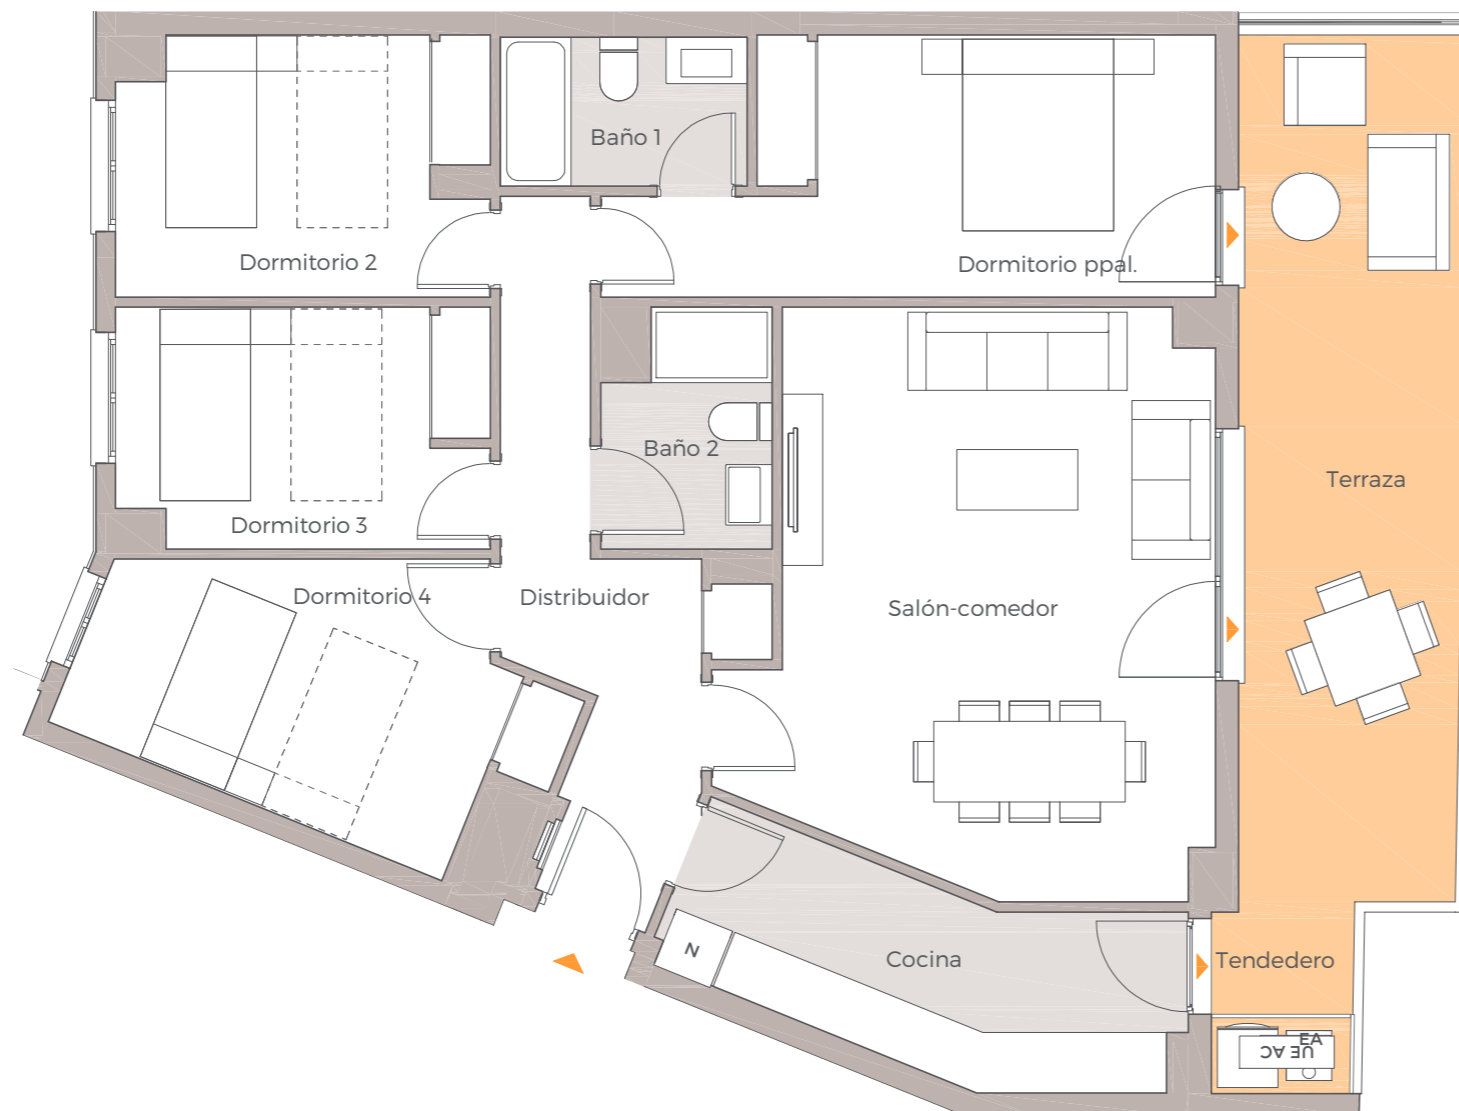 Baño 1
Dormitorio 2
Dormitorio ppal.
Baño 2
Terraza
Dormitorio 3
Dormitorio 4
Distribuidor
Salón-comedor
N
Cocina
Tendedero
EA
UE AC